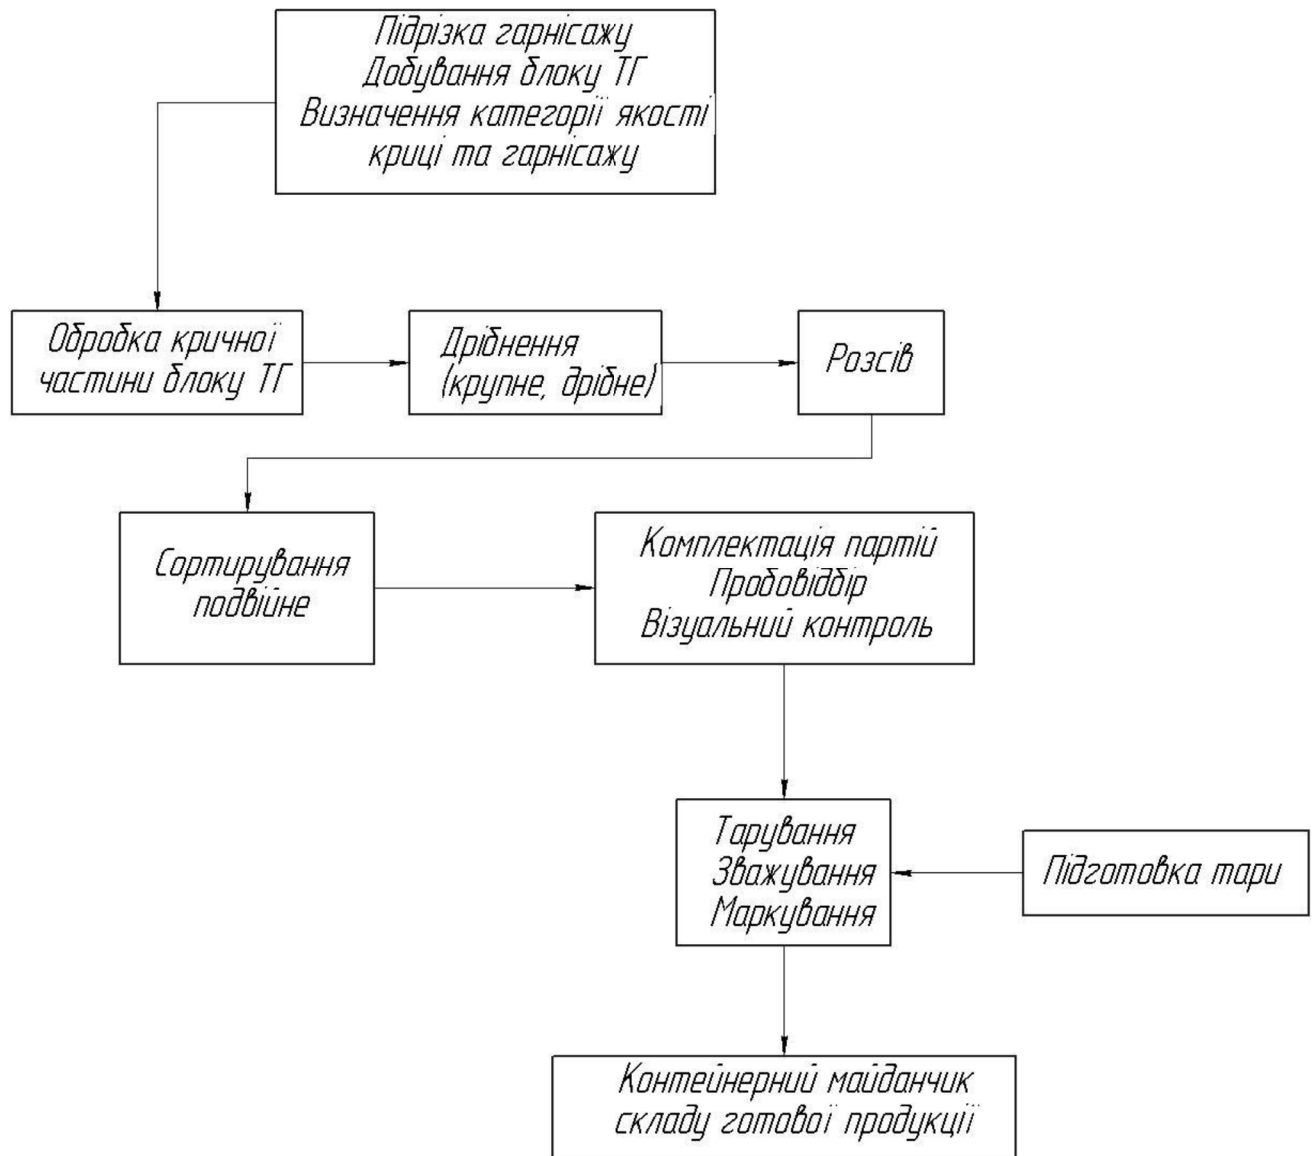 Підрізка гарнісажу
Добування блоку ТГ
Визначення категорії якості
криці та гарнісажу
Обробка кричної
частини блоку ТГ
Дрібнення
(крупне, дрібне)
Розсів
Сортирування
подвійне
Комплектація партій
Пробовідбір
Візуальний контроль
Тарування
Зважування
Маркування
Підготовка тари
Контейнерний майданчик
складу готової продукції